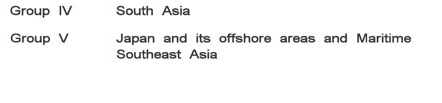 Group IV South Asia
Group V Japan and its offshore areas and Maritime
Southeast Asia